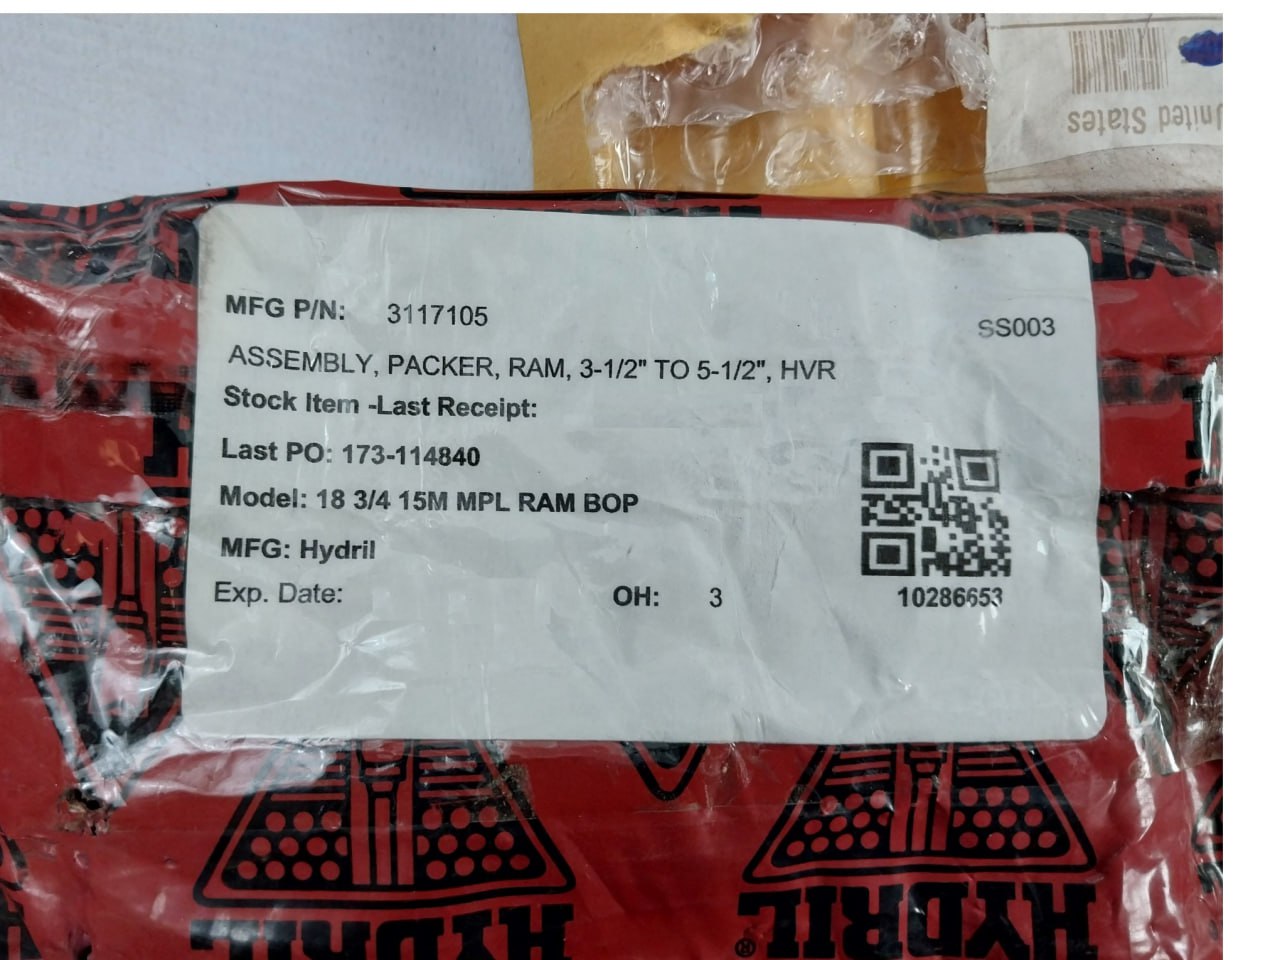 United States
MFG P/N: 3117105
SS003
ASSEMBLY, PACKER, RAM, 3-1/2" TO 5-1/2", HVR
Stock Item -Last Receipt:
Last PO: 173-114840
Model: 18 3/4 15M MPL RAM BOP
MFG: Hydril
Exp. Date: OH: 3
10286653
HYDRIL
HYDRIL®